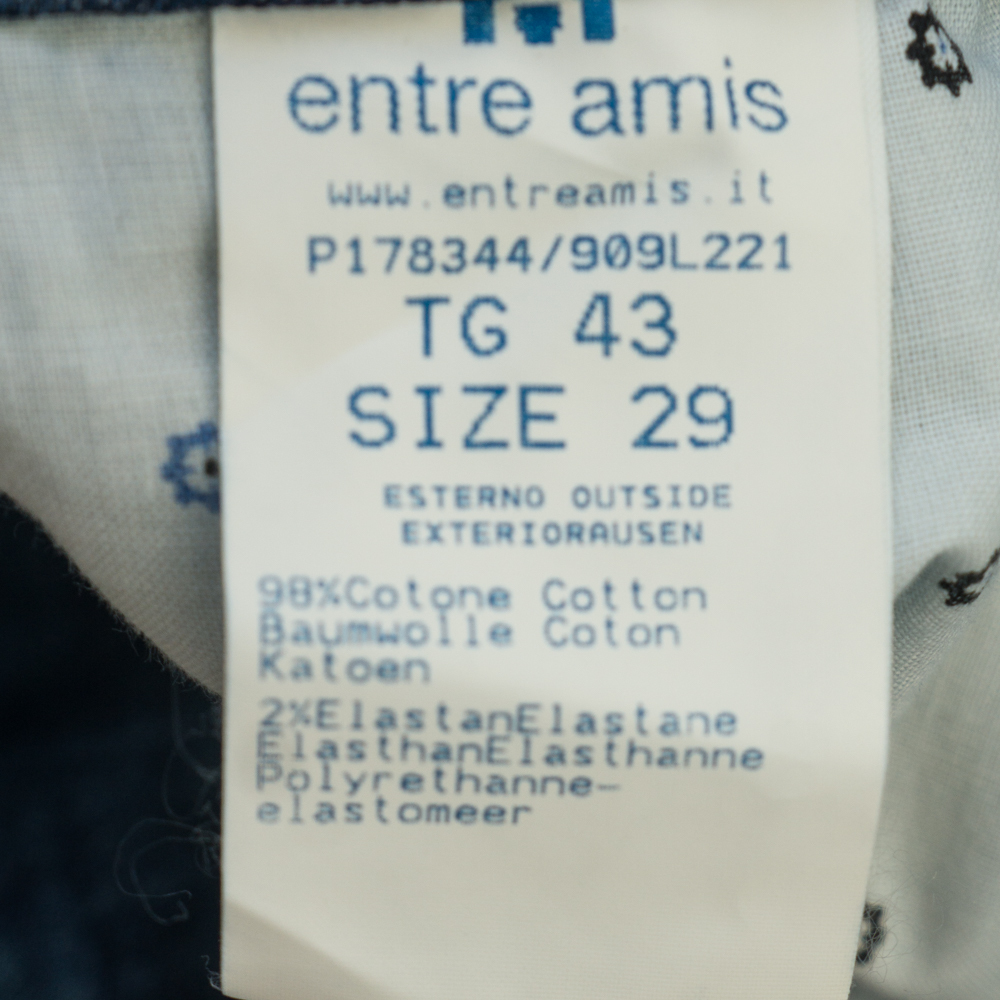 entre amis
www.entreamis.it
P178344/909L221
TG 43
SIZE 29
ESTERNO OUTSIDE
EXTERIORAUSEN
98%Cotone Cotton
Baumwolle Coton
Katoen
2%ElastanElastane
ElasthanElasthanne
Polyrethanne-
elastomeer